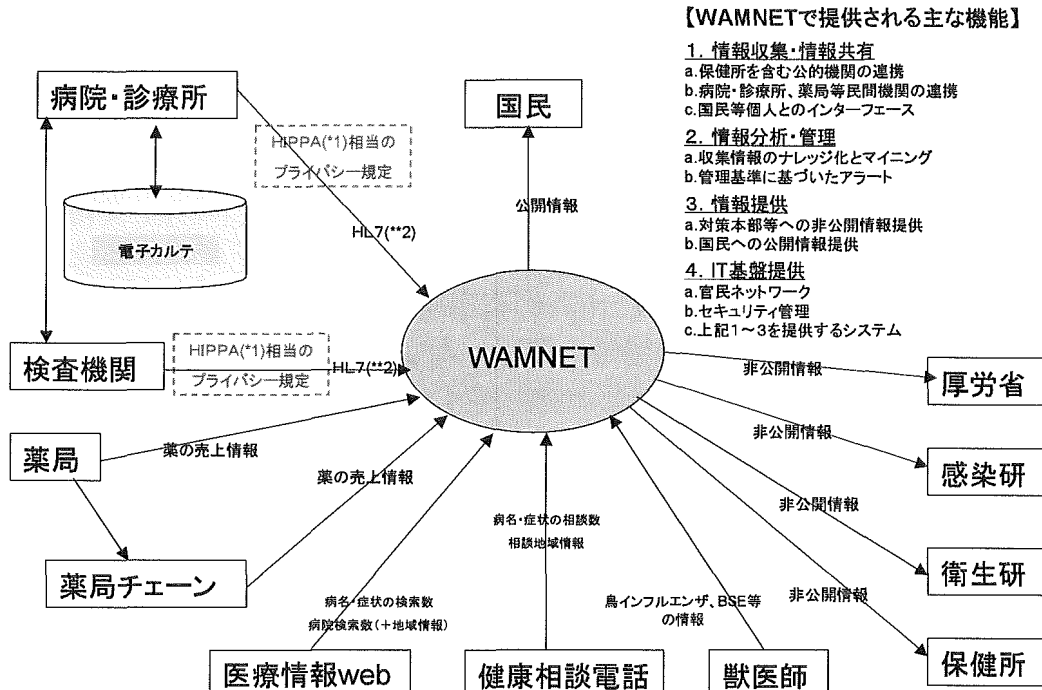 【WAMNETで提供される主な機能】
1. 情報収集・情報共有
a.保健所を含む公的機関の連携
b.病院・診療所、薬局等民間機関の連携
c.国民等個人とのインターフェース
2. 情報分析・管理
a.収集情報のナレッジ化とマイニング
b.管理基準に基づいたアラート
3. 情報提供
a.対策本部等への非公開情報提供
b.国民への公開情報提供
4. IT基盤提供
a.官民ネットワーク
b.セキュリティ管理
c.上記1～3を提供するシステム
病院・診療所
国民
HIPPA(*1)相当の
プライバシー規定
公開情報
HL7(**2)
電子カルテ
WAMNET
検査機関
HIPPA(*1)相当の
プライバシー規定
HL7(**2)
非公開情報
厚労省
薬局
薬の売上情報
薬の売上情報
非公開情報
感染研
薬局チェーン
病名・症状の相談数
相談地域情報
非公開情報
衛生研
病名・症状の検索数
病院検索数(+地域情報)
鳥インフルエンザ、BSE等
の情報
非公開情報
保健所
医療情報web
健康相談電話
獣医師